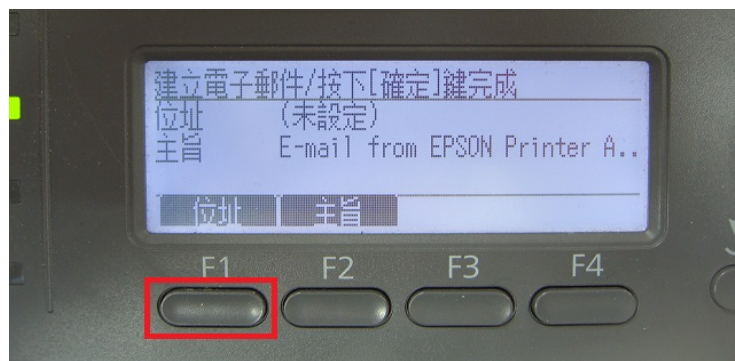 建立電子郵件/按下[確定]鍵完成
位址 (未設定)
主旨 E-mail from EPSON Printer A..
位址 主旨
F1 F2 F3 F4